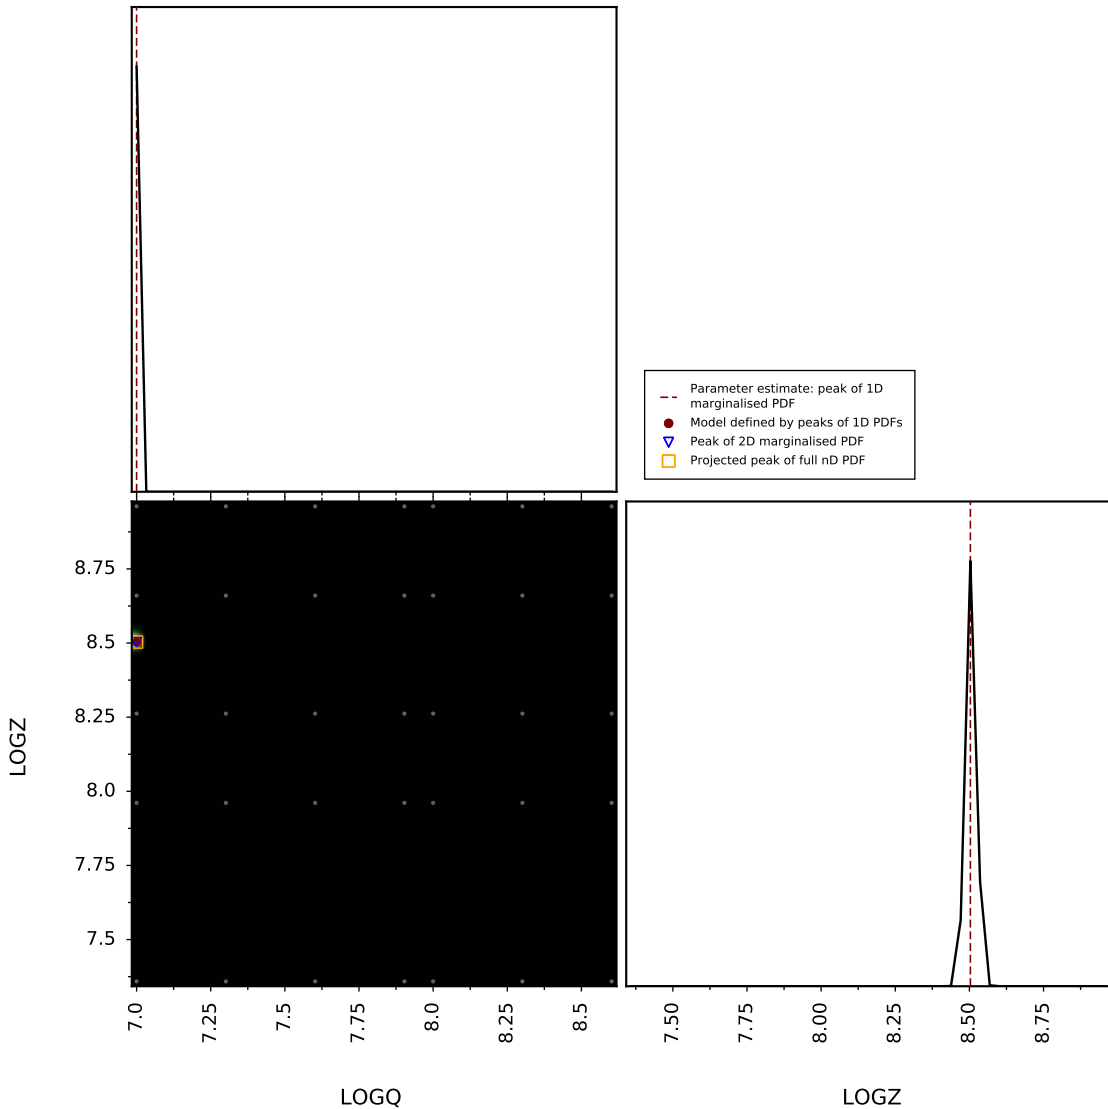 Parameter estimate: peak of 1D
marginalised PDF
Model defined by peaks of 1D PDFs
Peak of 2D marginalised PDF
Projected peak of full nD PDF
8.75
8.5
8.25
8.0
7.75
7.5
LOGZ
7.0 7.25 7.5 7.75 8.0 8.25 8.5
7.50 7.75 8.00 8.25 8.50 8.75
LOGQ
LOGZ